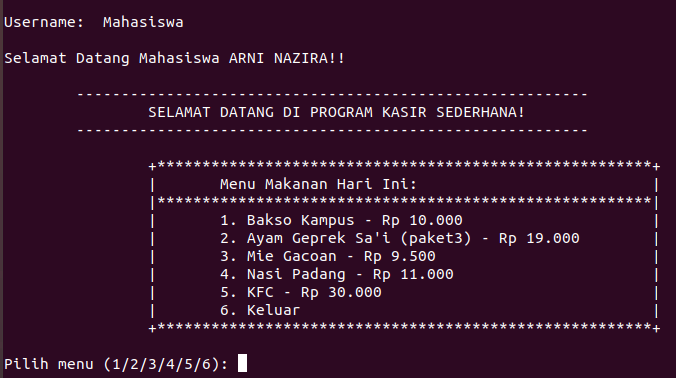 Username:  Mahasiswa
Selamat Datang Mahasiswa ARNI NAZIRA!!
---------------------------------------------------------
SELAMAT DATANG DI PROGRAM KASIR SEDERHANA!
---------------------------------------------------------
+*******************************************************+
|       Menu Makanan Hari Ini:                          |
|*******************************************************|
|       1. Bakso Kampus - Rp 10.000                     |
|       2. Ayam Geprek Sa'i (paket3) - Rp 19.000        |
|       3. Mie Gacoan - Rp 9.500                        |
|       4. Nasi Padang - Rp 11.000                      |
|       5. KFC - Rp 30.000                              |
|       6. Keluar                                       |
+*******************************************************+
Pilih menu (1/2/3/4/5/6):